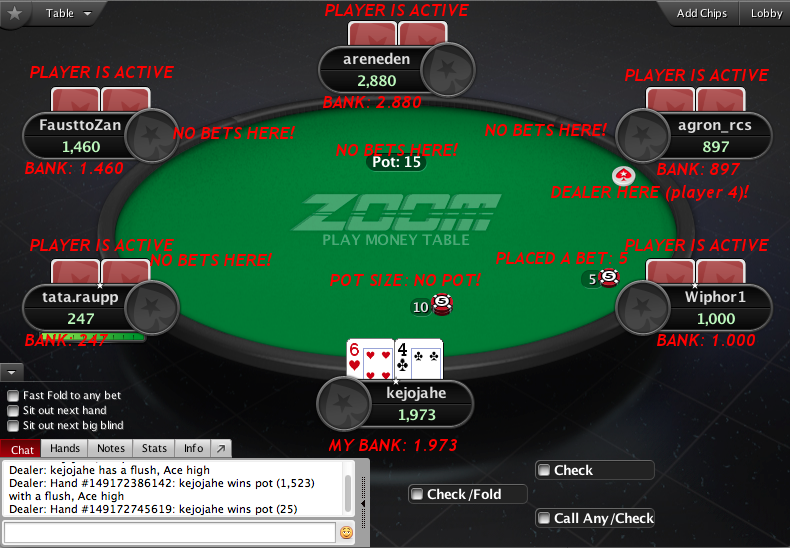 Table
Add Chips
Lobby
PLAYER IS ACTIVE
areneden
2,880
BANK: 2.880
PLAYER IS ACTIVE
FausttoZan
1,460
BANK: 1.460
NO BETS HERE!
NO BETS HERE!
Pot: 15
NO BETS HERE!
PLAYER IS ACTIVE
agron_rcs
897
BANK: 897
DEALER HERE (player 4)!
ZOOM
PLAY MONEY TABLE
PLAYER IS ACTIVE
NO BETS HERE!
tata.raupp
247
BANK: 247
POT SIZE: NO POT!
10
PLACED A BET: 5
5
PLAYER IS ACTIVE
Wiphor1
1,000
BANK: 1.000
6
4
kejojahe
1,973
MY BANK: 1.973
Fast Fold to any bet
Sit out next hand
Sit out next big blind
Chat
Hands
Notes
Stats
Info
Dealer: kejojahe has a flush, Ace high
Dealer: Hand #149172386142: kejojahe wins pot (1,523)
with a flush, Ace high
Dealer: Hand #149172745619: kejojahe wins pot (25)
Check/Fold
Check
Call Any/Check